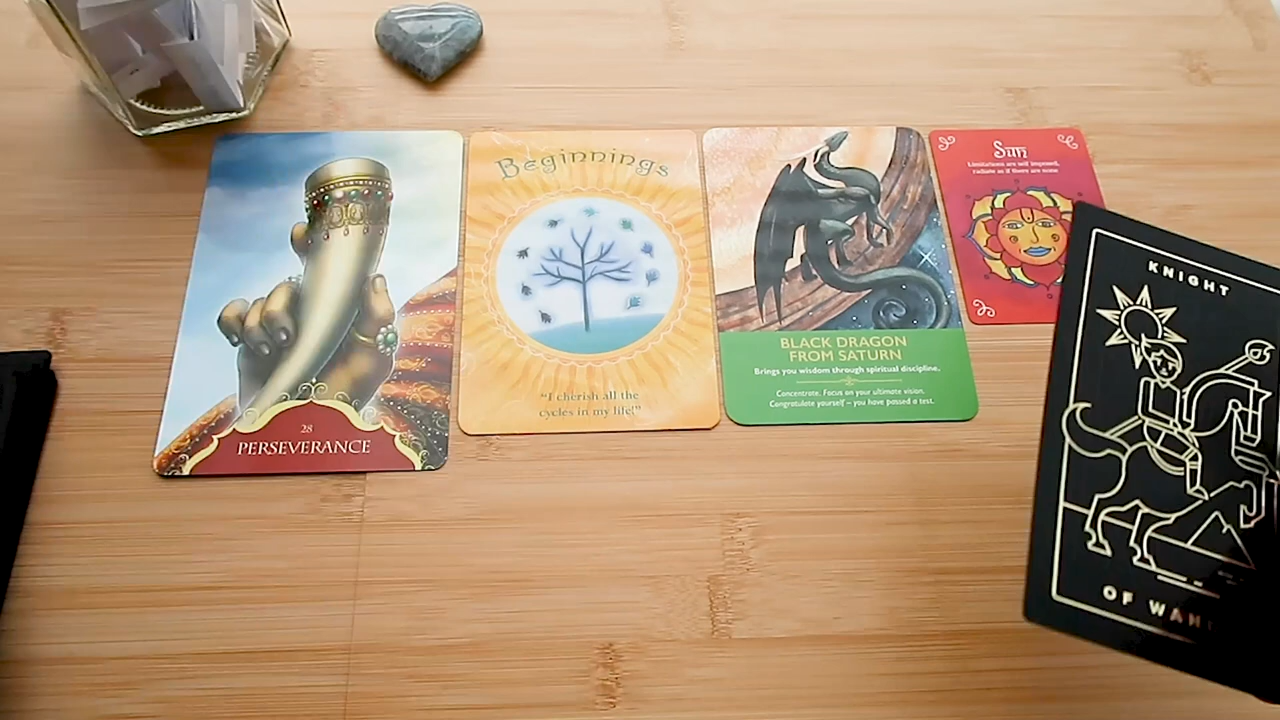 28
PERSEVERANCE
Beginnings
"I cherish all the
cycles in my life!"
BLACK DRAGON
FROM SATURN
Brings you wisdom through spiritual discipline.
Concentrate. Focus on your ultimate vision.
Congratulate yourself – you have passed a test.
Sun
Limitations are self imposed,
radiate as if there are none
KNIGHT
OF